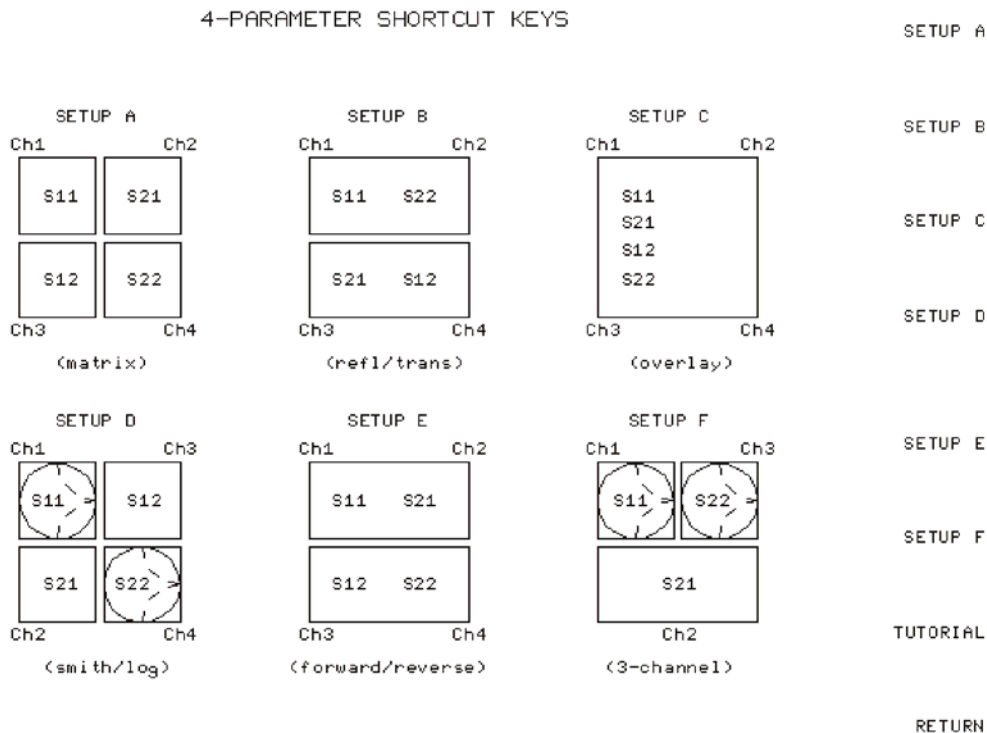 4-PARAMETER SHORTCUT KEYS
SETUP A
SETUP A SETUP B SETUP C
SETUP B
Ch1 Ch2 Ch1 Ch2 Ch1 Ch2
S11 S21 S11 S22 S11
S21
SETUP C
S12
S12 S22 S21 S12 S22
SETUP D
Ch3 Ch4 Ch3 Ch4
(matrix) (refl/trans) (overlay)
SETUP D SETUP E SETUP F
SETUP E
Ch1 Ch3 Ch1 Ch2 Ch1 Ch3
S11 S12 S11 S21 S11 S22
SETUP F
S21 S22 S12 S22 S21
Ch2 Ch4 Ch3 Ch4 Ch2
TUTORIAL
(smith/log) (forward/reverse) (3-channel)
RETURN